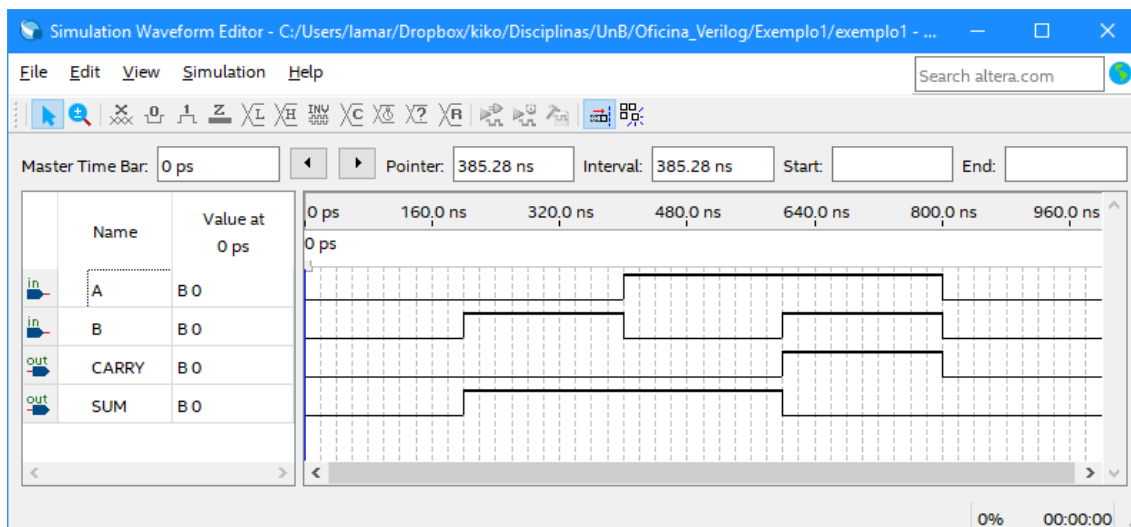 Simulation Waveform Editor - C:/Users/lamar/Dropbox/kiko/Disciplinas/UnB/Oficina_Verilog/Exemplo1/exemplo1 - ...
File Edit View Simulation Help
Search altera.com
0 1 Z L H INV C 2 R
Master Time Bar: 0 ps Pointer: 385.28 ns Interval: 385.28 ns Start: End:
Name Value at 0 ps
0 ps 160.0 ns 320.0 ns 480.0 ns 640.0 ns 800.0 ns 960.0 ns
0 ps
in A B 0
in B B 0
out CARRY B 0
out SUM B 0
0% 00:00:00